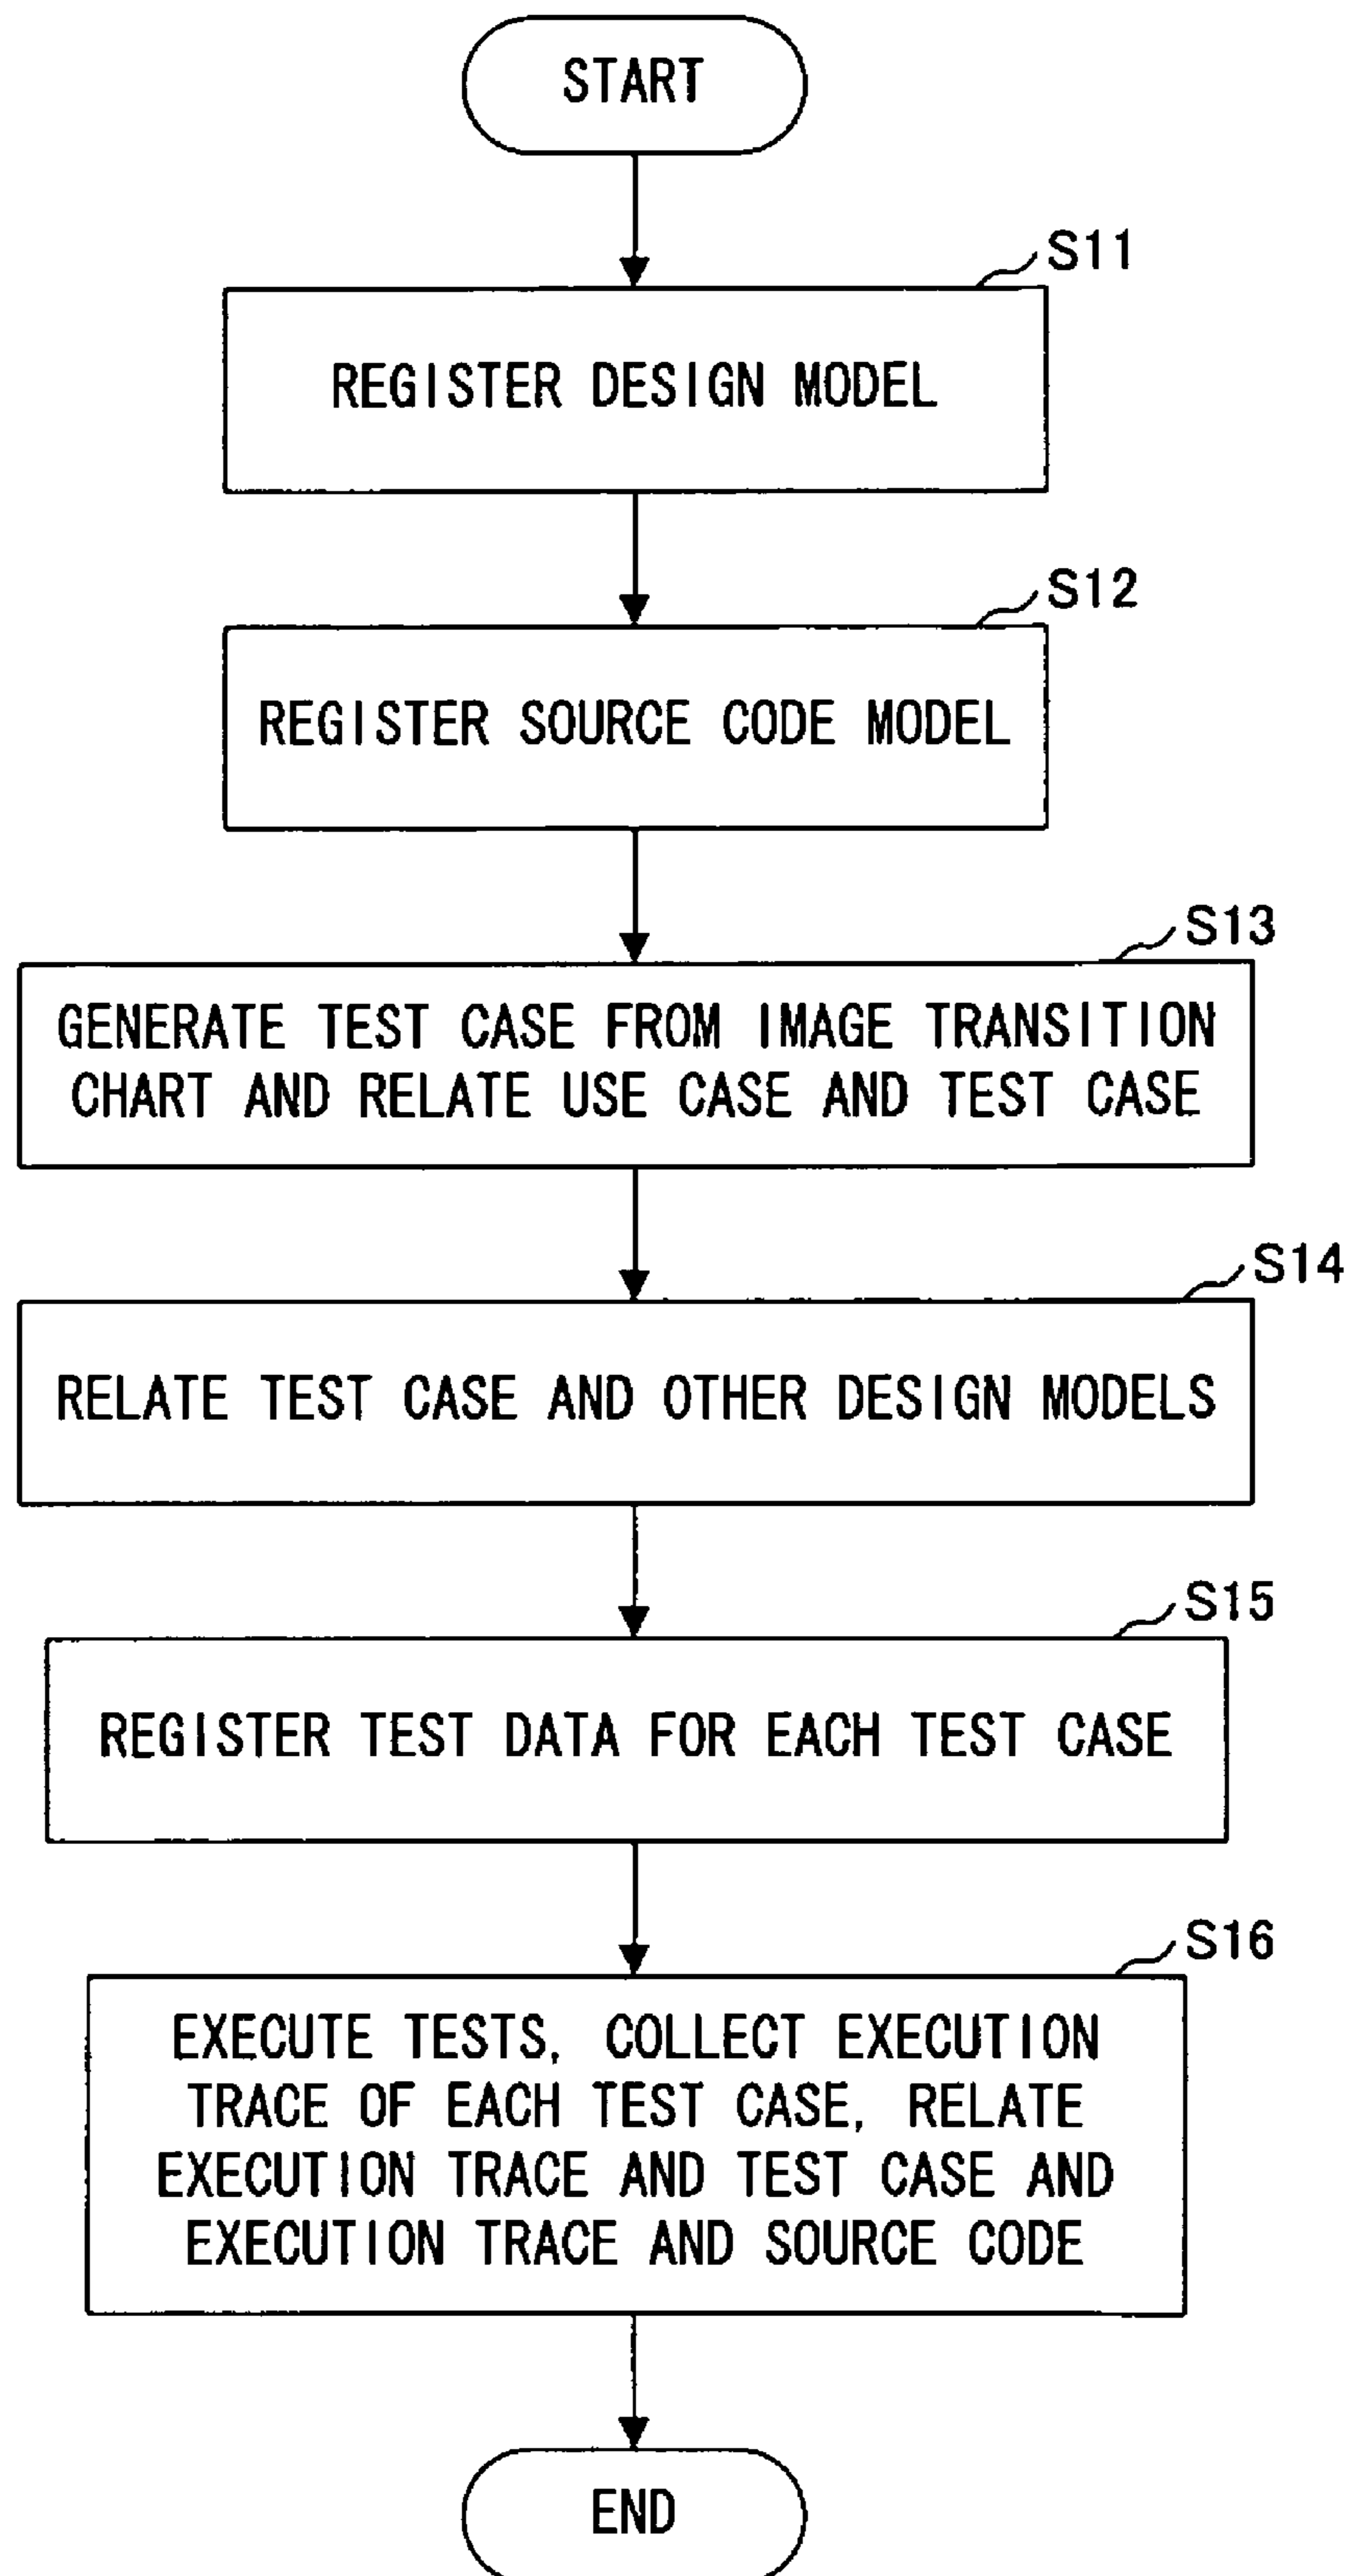 START
S11
REGISTER DESIGN MODEL
S12
REGISTER SOURCE CODE MODEL
S13
GENERATE TEST CASE FROM IMAGE TRANSITION
CHART AND RELATE USE CASE AND TEST CASE
S14
RELATE TEST CASE AND OTHER DESIGN MODELS
S15
REGISTER TEST DATA FOR EACH TEST CASE
S16
EXECUTE TESTS, COLLECT EXECUTION
TRACE OF EACH TEST CASE, RELATE
EXECUTION TRACE AND TEST CASE AND
EXECUTION TRACE AND SOURCE CODE
END